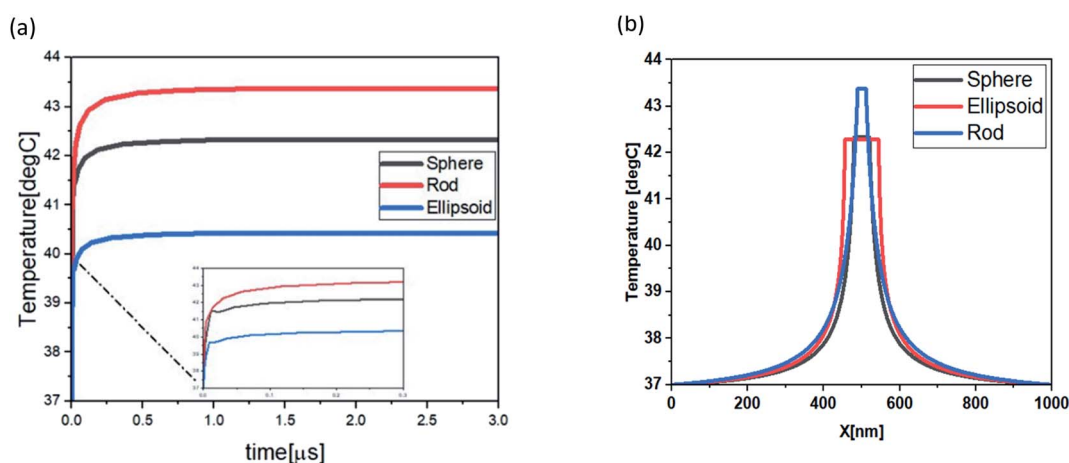 (a)
44
43
42
41
40
39
38
37
Temperature[degC]
Sphere
Rod
Ellipsoid
0.0
0.5
1.0
1.5
2.0
2.5
3.0
time[μs]
(b)
44
43
42
41
40
39
38
37
Temperature [degC]
Sphere
Ellipsoid
Rod
0
200
400
600
800
1000
X[nm]